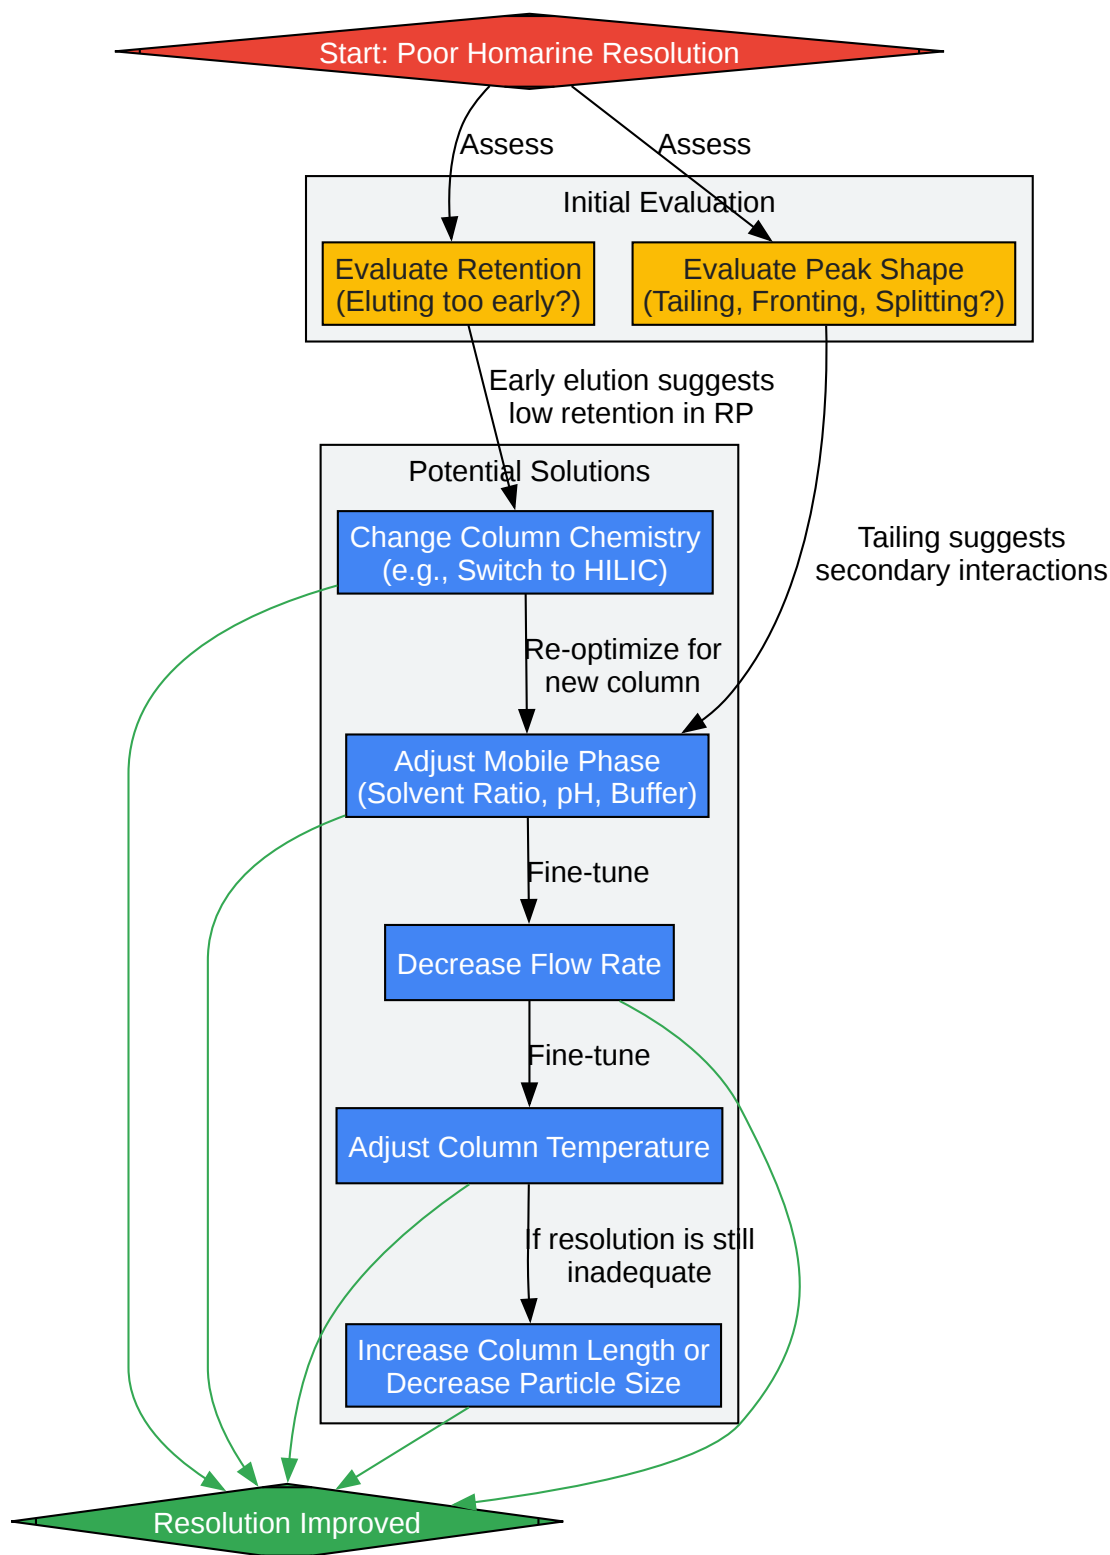 Start: Poor Homarine Resolution
Assess
Assess
Initial Evaluation
Evaluate Retention
(Eluting too early?)
Evaluate Peak Shape
(Tailing, Fronting, Splitting?)
Early elution suggests
low retention in RP
Potential Solutions
Change Column Chemistry
(e.g., Switch to HILIC)
Tailing suggests
secondary interactions
Re-optimize for
new column
Adjust Mobile Phase
(Solvent Ratio, pH, Buffer)
Fine-tune
Decrease Flow Rate
Fine-tune
Adjust Column Temperature
If resolution is still
inadequate
Increase Column Length or
Decrease Particle Size
Resolution Improved